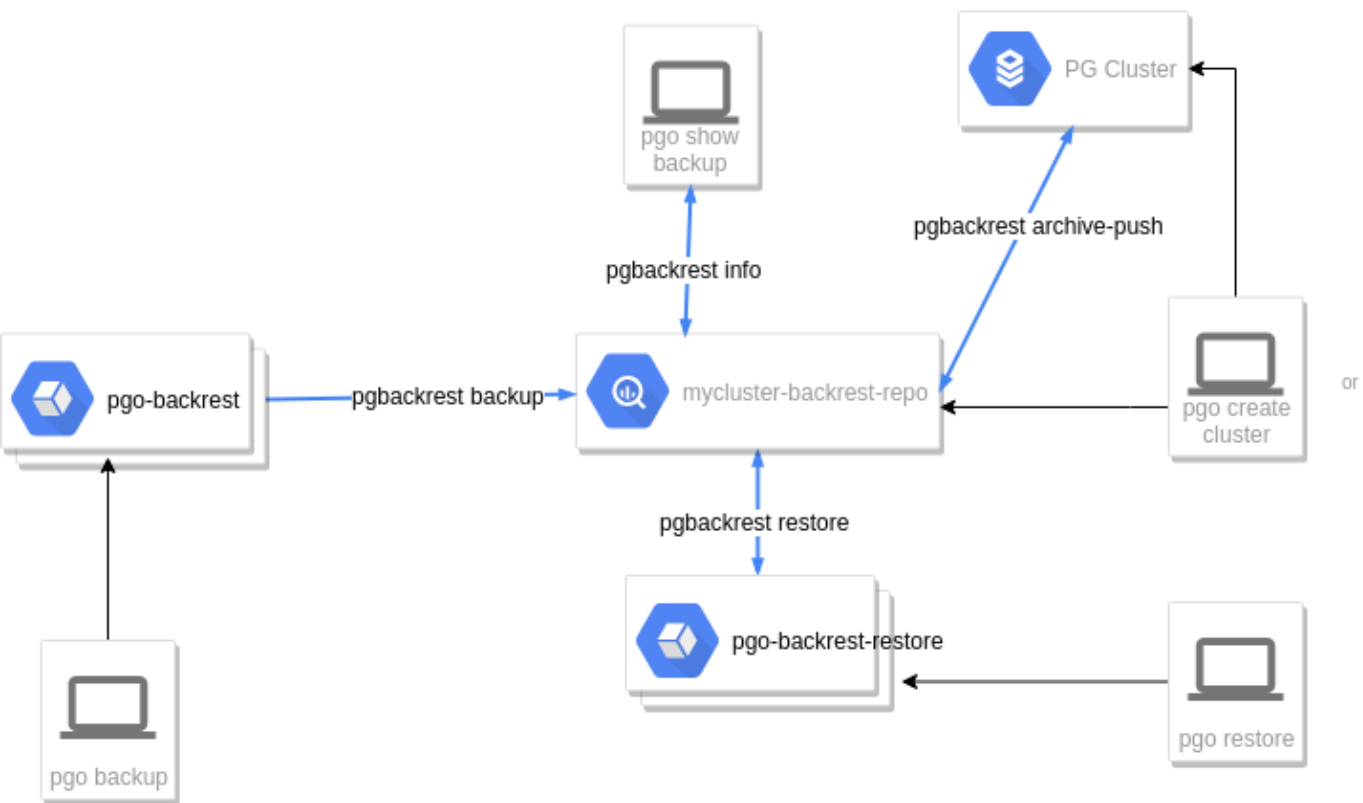 PG Cluster
pgo show
backup
pgbackrest archive-push
pgbackrest info
pgo-backrest
pgbackrest backup
mycluster-backrest-repo
pgo create
cluster
or
pgbackrest restore
pgo-backrest-restore
pgo restore
pgo backup